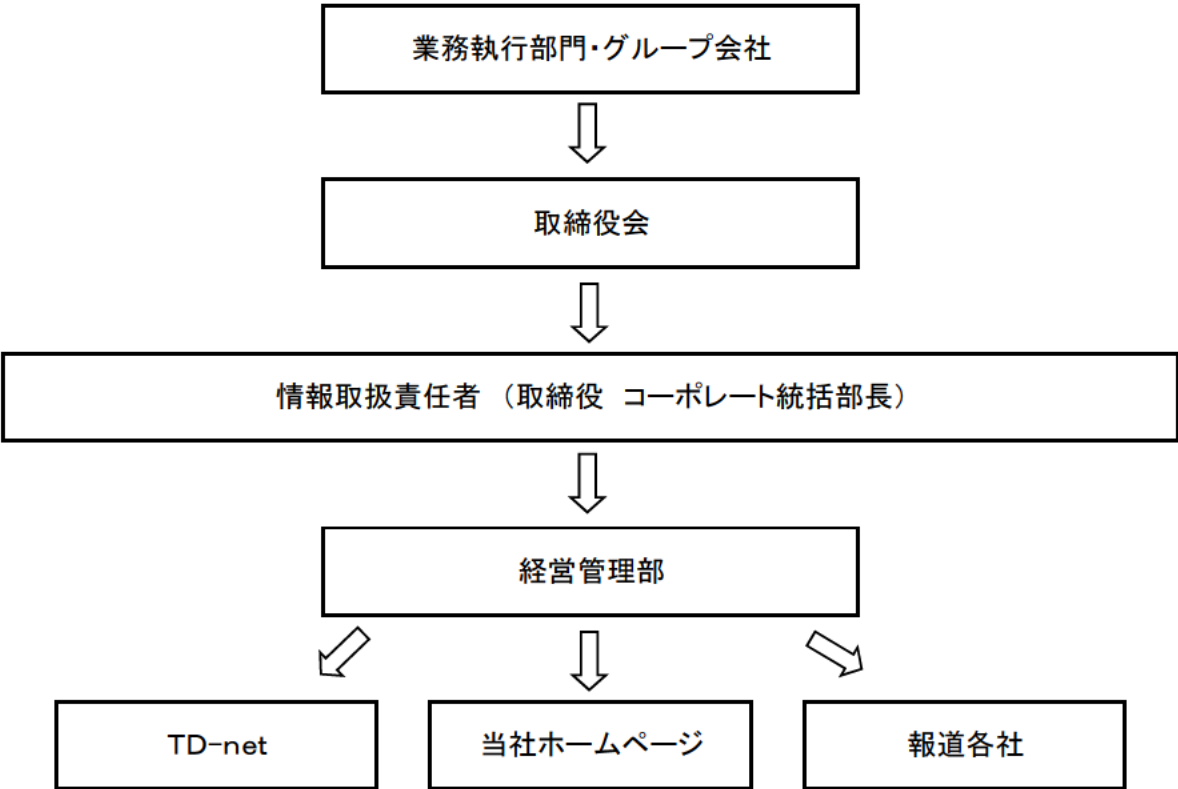 業務執行部門・グループ会社
取締役会
情報取扱責任者　（取締役　コーポレート統括部長）
経営管理部
TD-net
当社ホームページ
報道各社